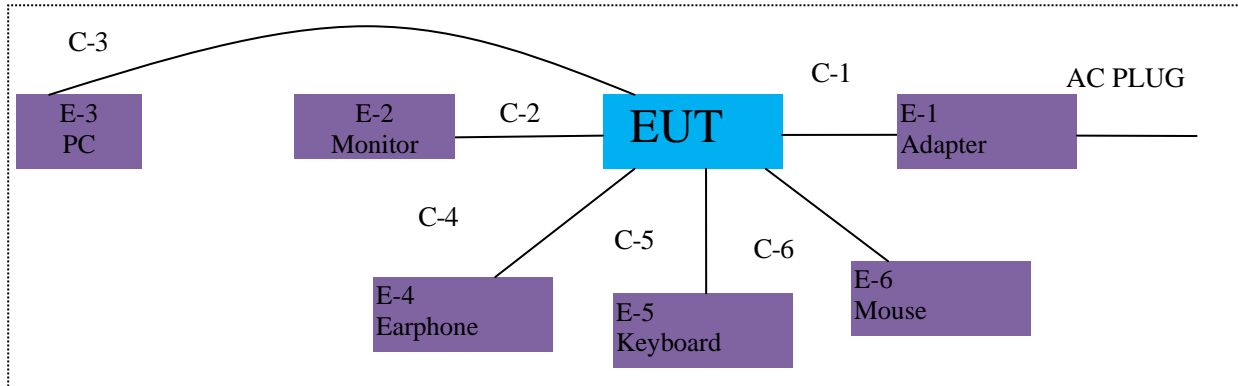 C-3
C-1
AC PLUG
E-3
PC
E-2
Monitor
C-2
EUT
E-1
Adapter
C-4
C-5
C-6
E-4
Earphone
E-5
Keyboard
E-6
Mouse